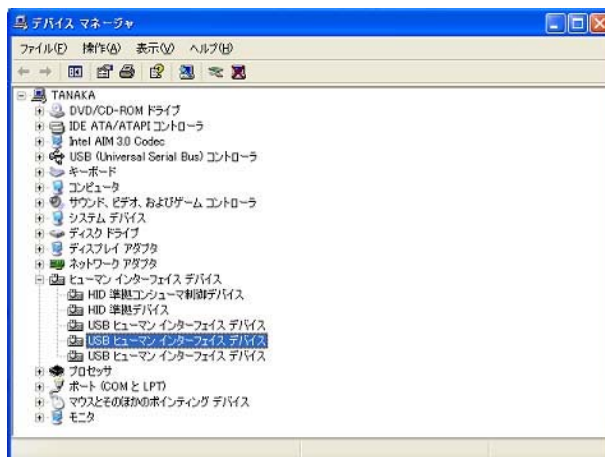 デバイス マネージャ
ファイル(F) 操作(A) 表示(V) ヘルプ(H)
TANAKA
DVD/CD-ROM ドライブ
IDE ATA/ATAPI コントローラ
Intel AIM 3.0 Codec
USB (Universal Serial Bus) コントローラ
キーボード
コンピュータ
サウンド、ビデオ、およびゲーム コントローラ
システム デバイス
ディスク ドライブ
ディスプレイ アダプタ
ネットワーク アダプタ
ヒューマン インターフェイス デバイス
HID 準拠コンシューマ制御デバイス
HID 準拠デバイス
USB ヒューマン インターフェイス デバイス
USB ヒューマン インターフェイス デバイス
USB ヒューマン インターフェイス デバイス
プロセッサ
ポート (COM と LPT)
マウスとそのほかのポインティング デバイス
モニタ